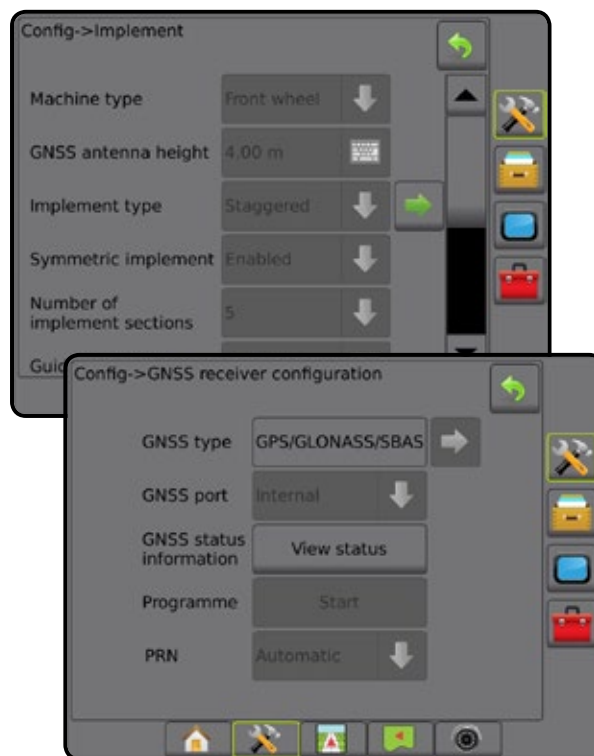 Config->Implement
Machine type Front wheel
GNSS antenna height 4.00 m
Implement type Staggered
Symmetric implement Enabled
Number of
implement sections 5
Config->GNSS receiver configuration
GNSS type GPS/GLONASS/SBAS
GNSS port Internal
GNSS status
information View status
Programme Start
PRN Automatic